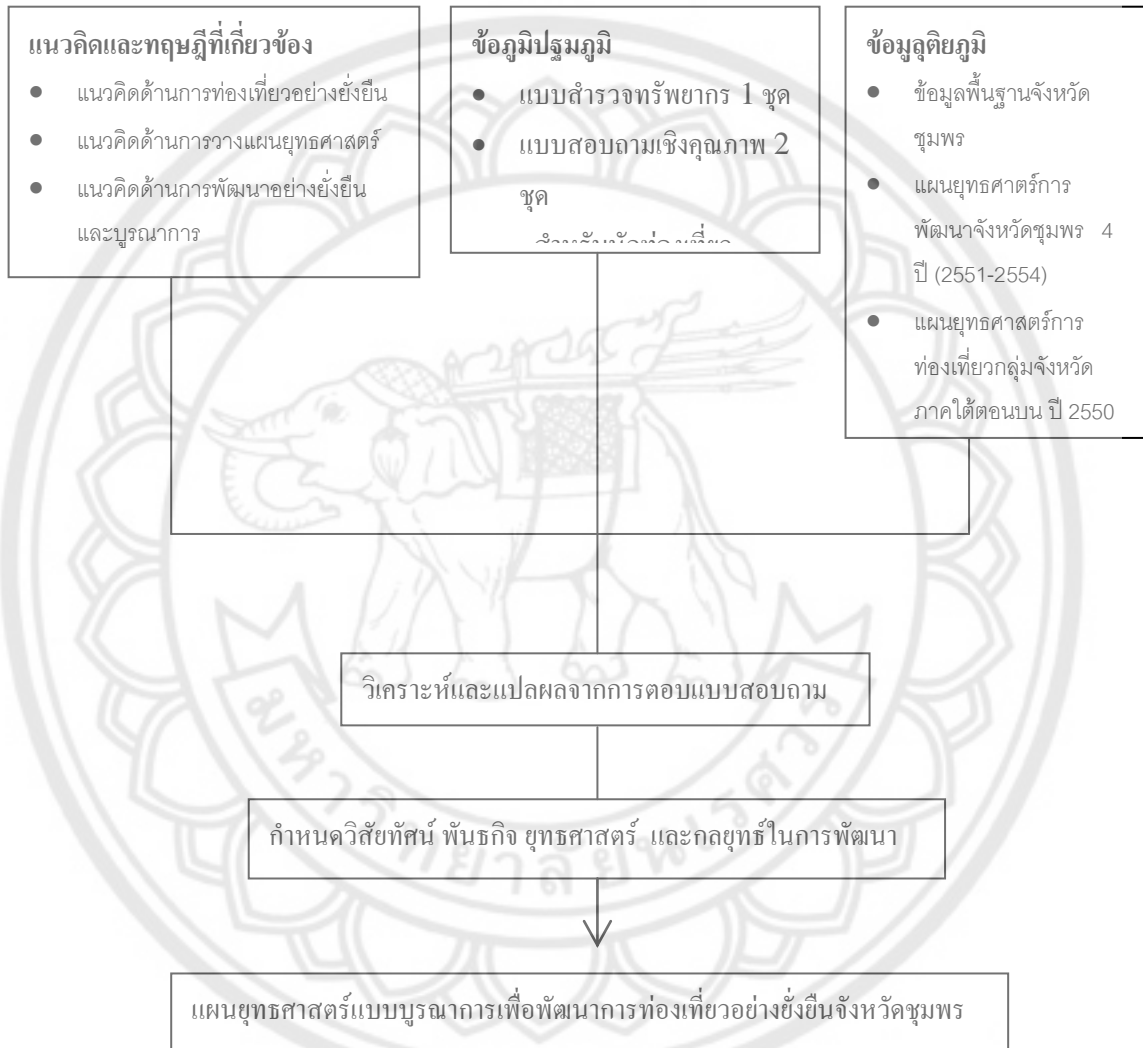 แนวคิดและทฤษฎีที่เกี่ยวข้อง
● แนวคิดด้านการท่องเที่ยวอย่างยั่งยืน
● แนวคิดด้านการวางแผนยุทธศาสตร์
● แนวคิดด้านการพัฒนาอย่างยั่งยืน
และบูรณาการ
ข้อภูมิปฐมภูมิ
● แบบสำรวจทรัพยากร 1 ชุด
● แบบสอบถามเชิงคุณภาพ 2
ชุด
ข้อมูลุติยภูมิ
● ข้อมูลพื้นฐานจังหวัด
ชุมพร
● แผนยุทธศาตร์การ
พัฒนาจังหวัดชุมพร 4
ปี (2551-2554)
● แผนยุทธศาสตร์การ
ท่องเที่ยวกลุ่มจังหวัด
ภาคใต้ตอนบน ปี 2550
วิเคราะห์และแปลผลจากการตอบแบบสอบถาม
กำหนดวิสัยทัศน์ พันธกิจ ยุทธศาสตร์ และกลยุทธ์ในการพัฒนา
แผนยุทธศาสตร์แบบบูรณาการเพื่อพัฒนาการท่องเที่ยวอย่างยั่งยืนจังหวัดชุมพร
มหาวิทยาลัยนเรศวร